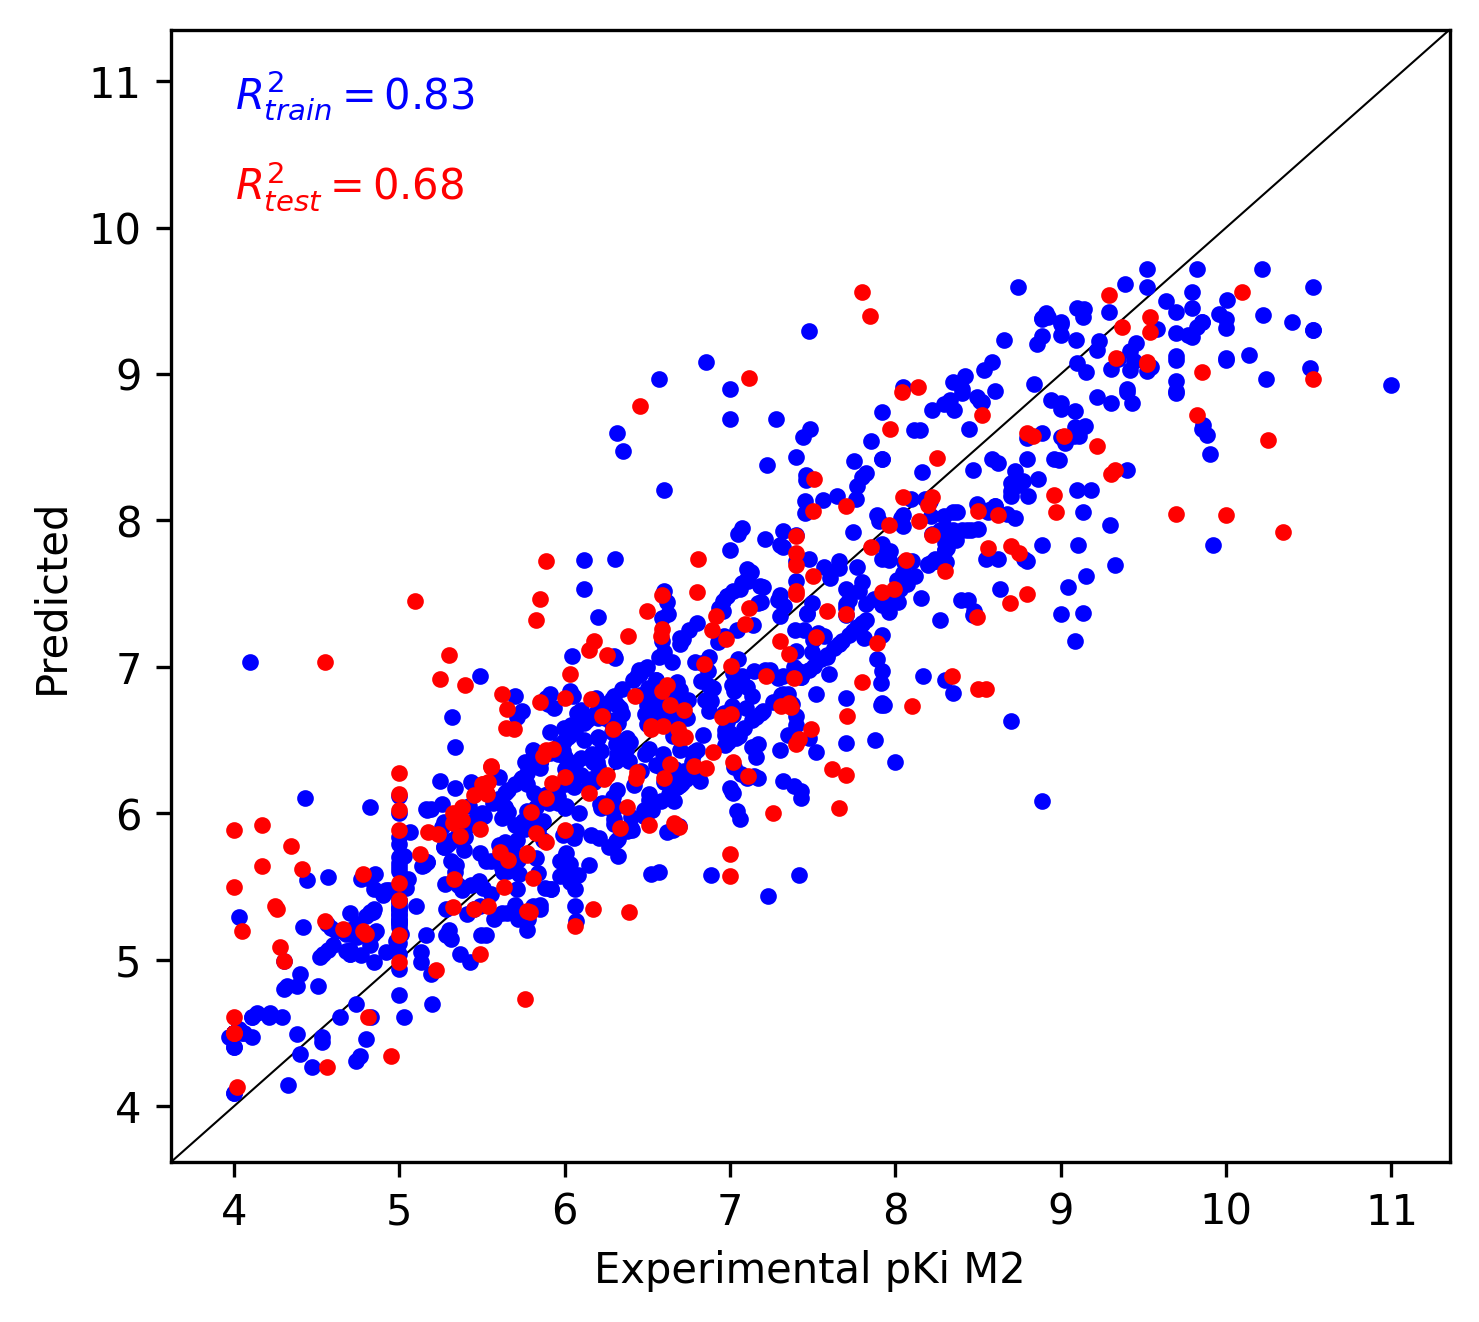 R²train = 0.83
R²test = 0.68
11
10
9
8
7
6
5
4
Predicted
4 5 6 7 8 9 10 11
Experimental pKi M2